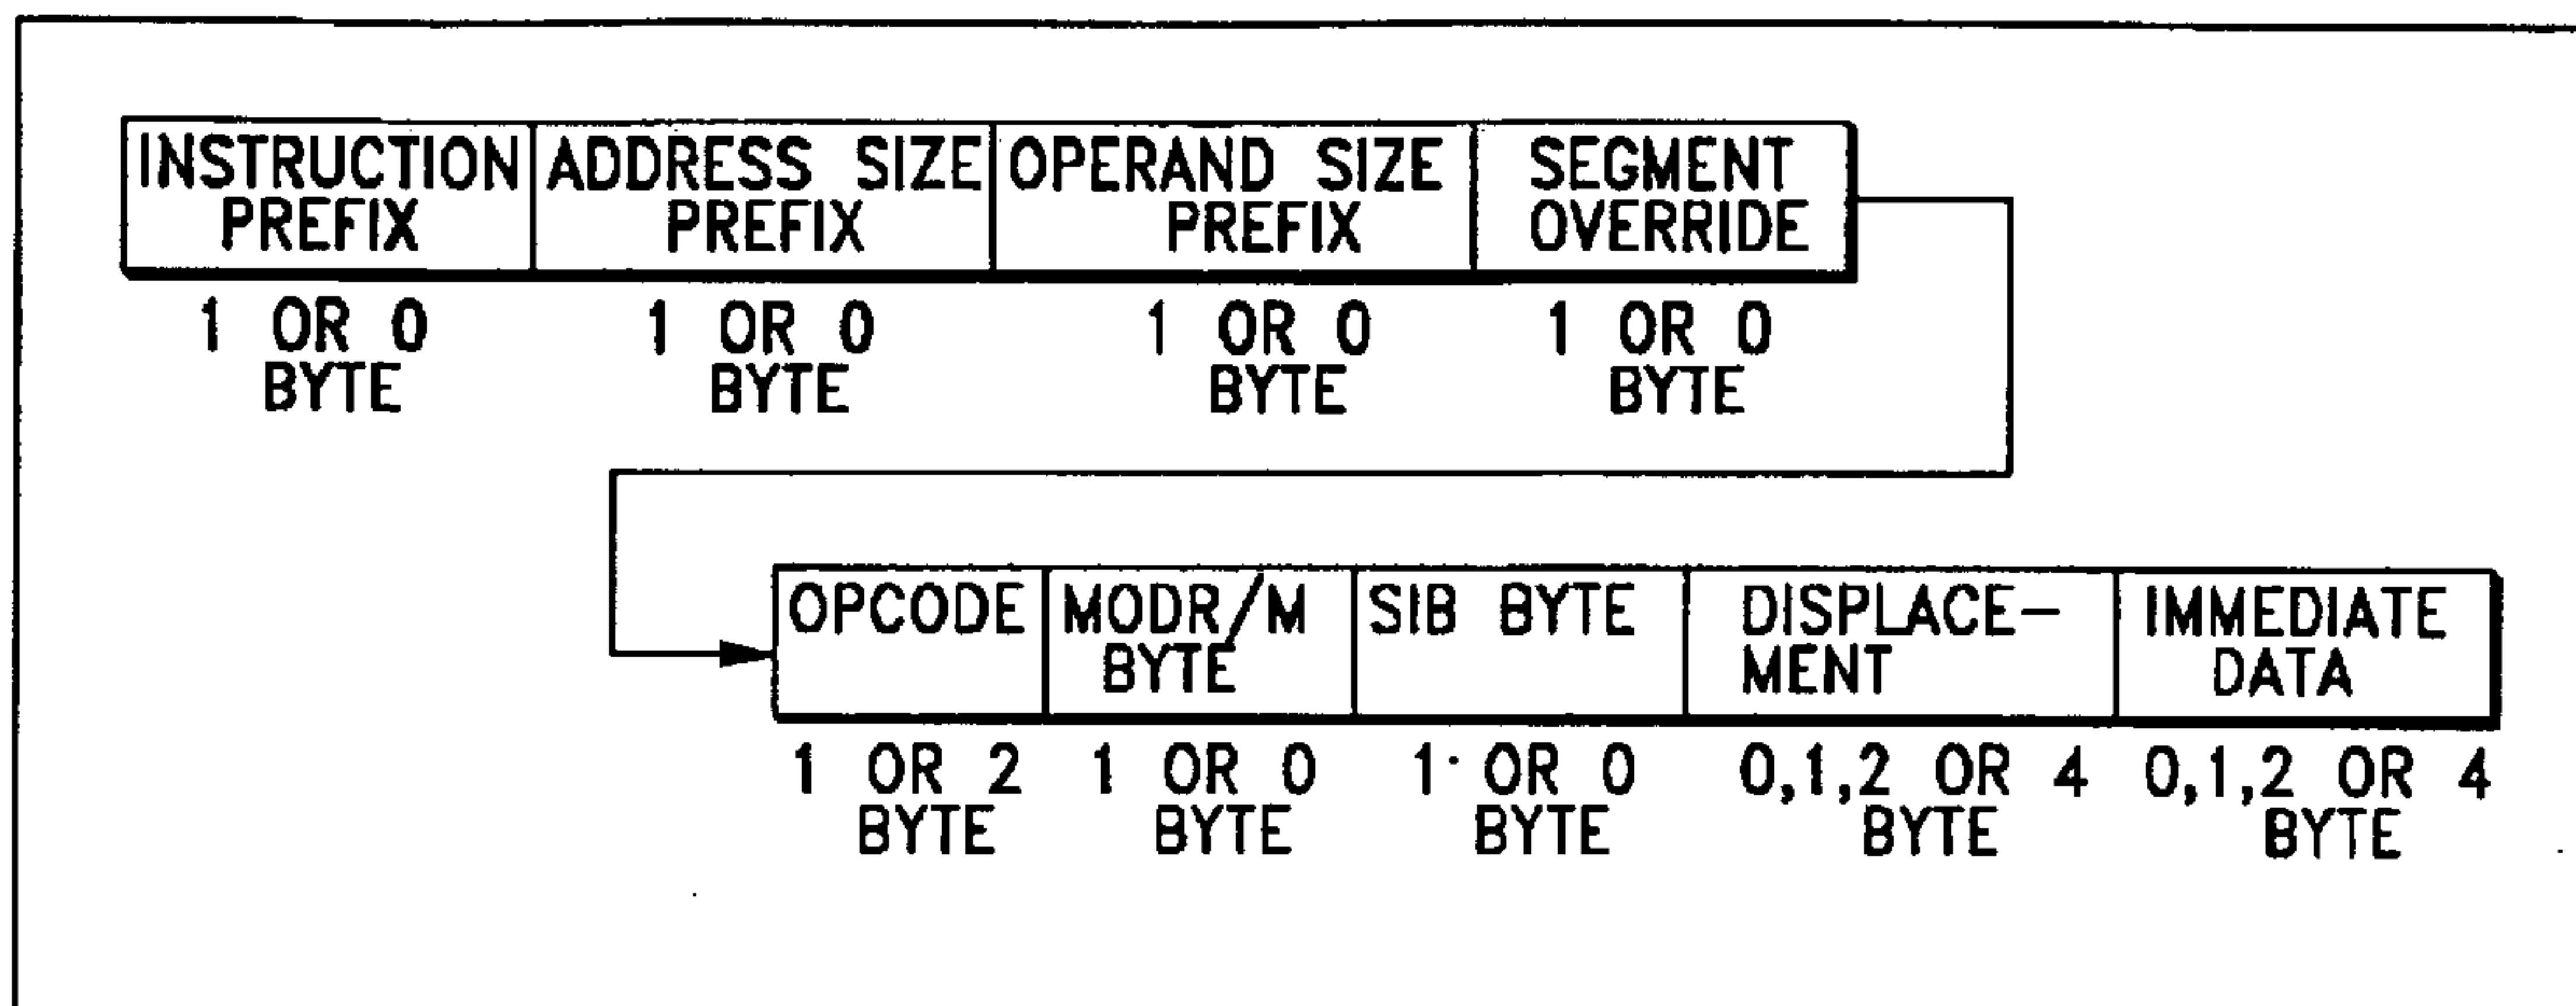 INSTRUCTION PREFIX
ADDRESS SIZE PREFIX
OPERAND SIZE PREFIX
SEGMENT OVERRIDE
1 OR 0 BYTE
1 OR 0 BYTE
1 OR 0 BYTE
1 OR 0 BYTE
OPCODE
MODR/M BYTE
SIB BYTE
DISPLACE-
MENT
IMMEDIATE DATA
1 OR 2 BYTE
1 OR 0 BYTE
1 OR 0 BYTE
0,1,2 OR 4 BYTE
0,1,2 OR 4 BYTE